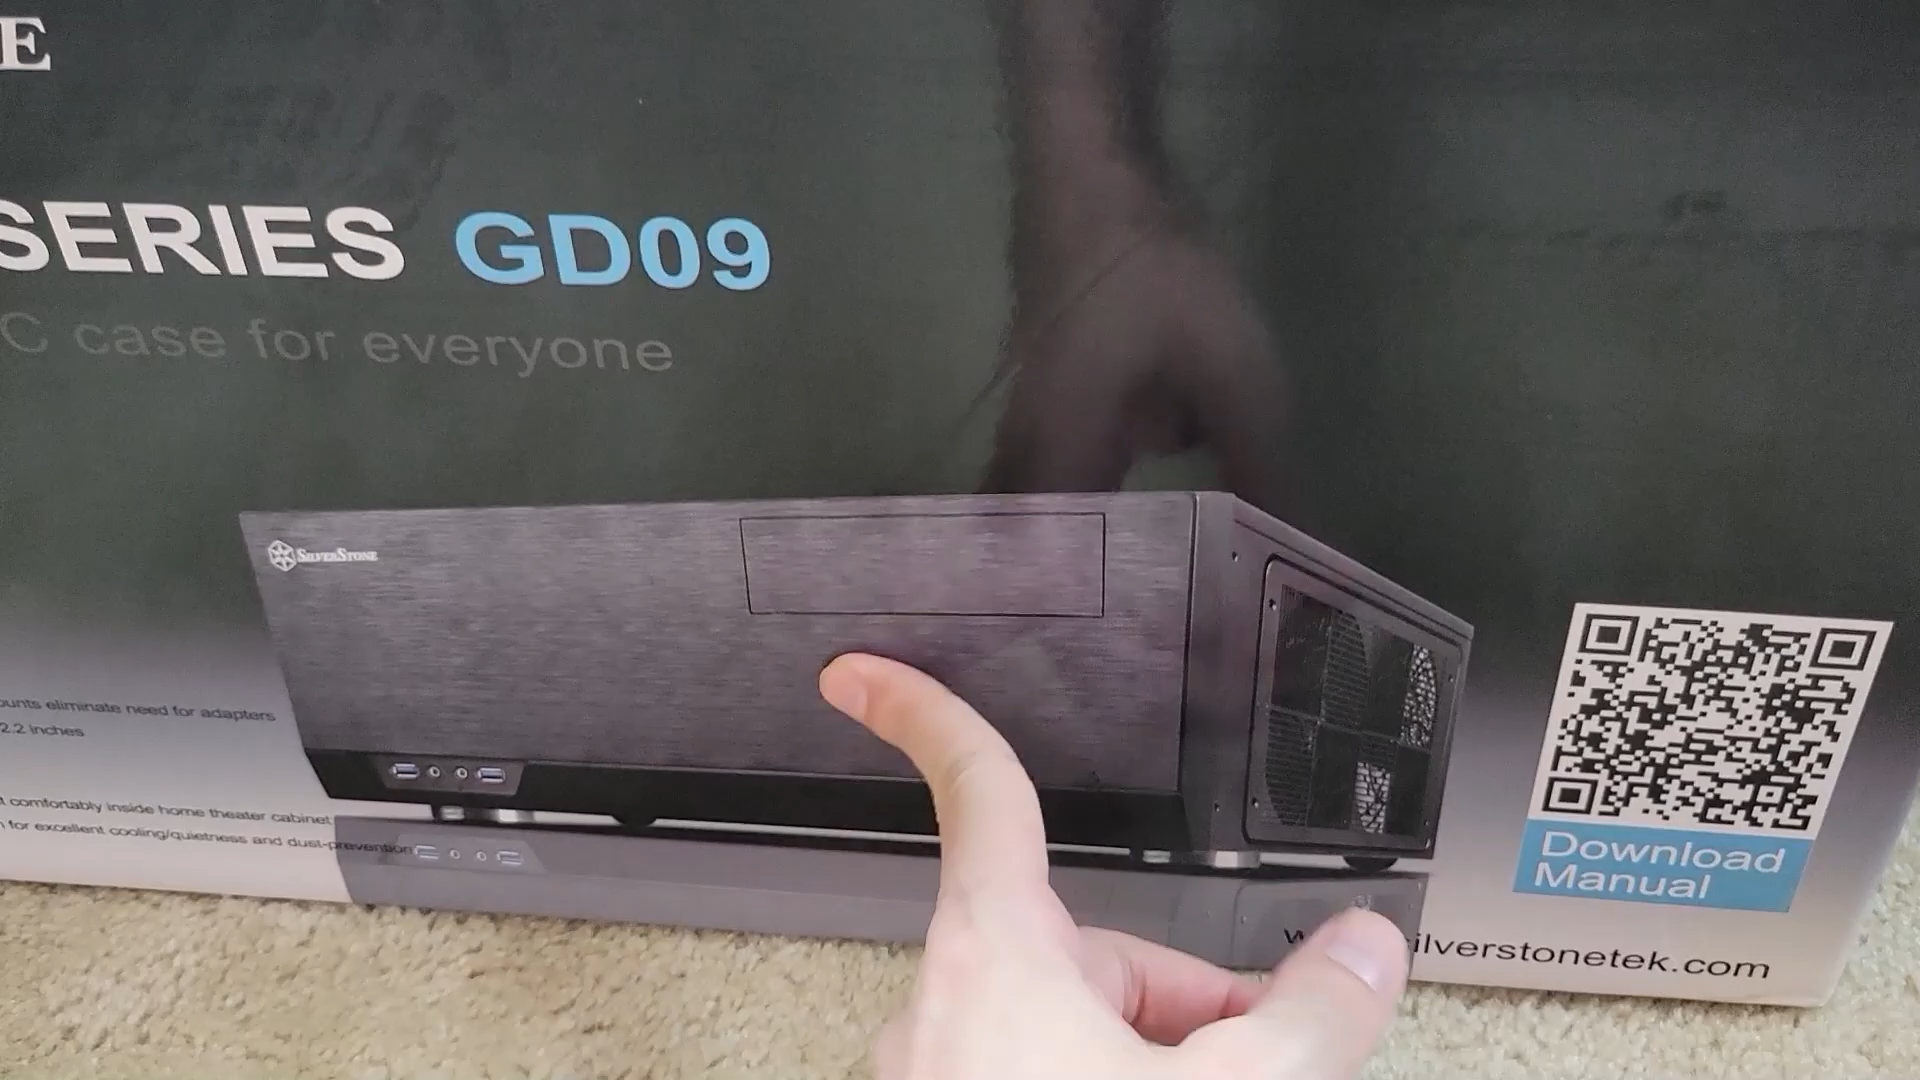 E
SERIES GD09
C case for everyone
SILVERSTONE
ounts eliminate need for adapters
2.2 inches
t comfortably inside home theater cabinet
n for excellent cooling/quietness and dust-prevention
Download
Manual
silverstonetek.com